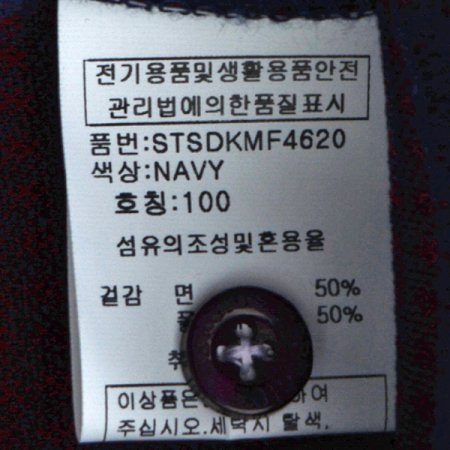 전기용품및생활용품안전
관리법에의한품질표시
품번:STSDKMF4620
색상:NAVY
호칭:100
섬유의조성및혼용율
겉감 면 50%
50%
이상품은 하여
주십시오.세탁시 탈색,